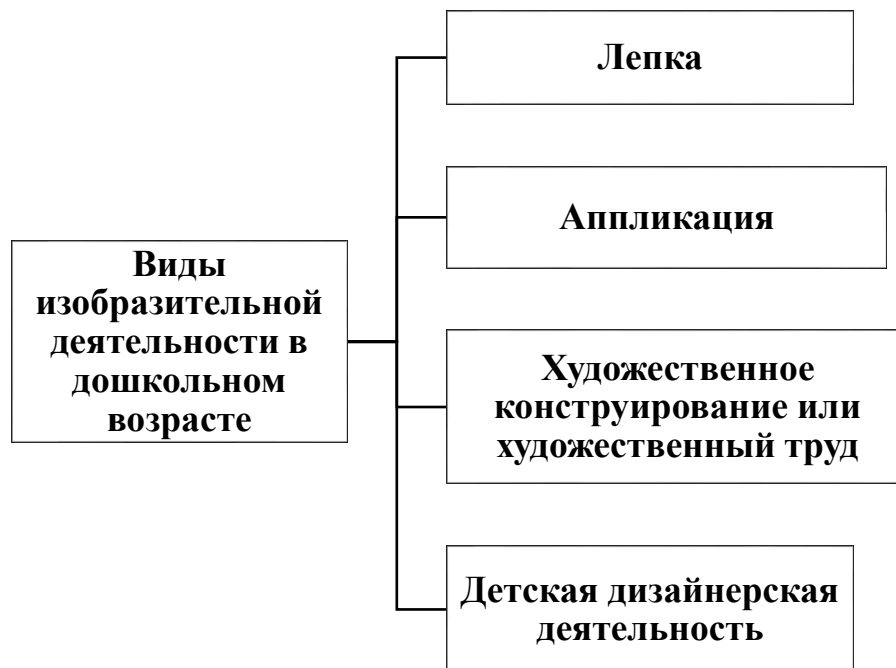 Виды
изобразительной
деятельности в
дошкольном
возрасте
Лепка
Аппликация
Художественное
конструирование или
художественный труд
Детская дизайнерская
деятельность